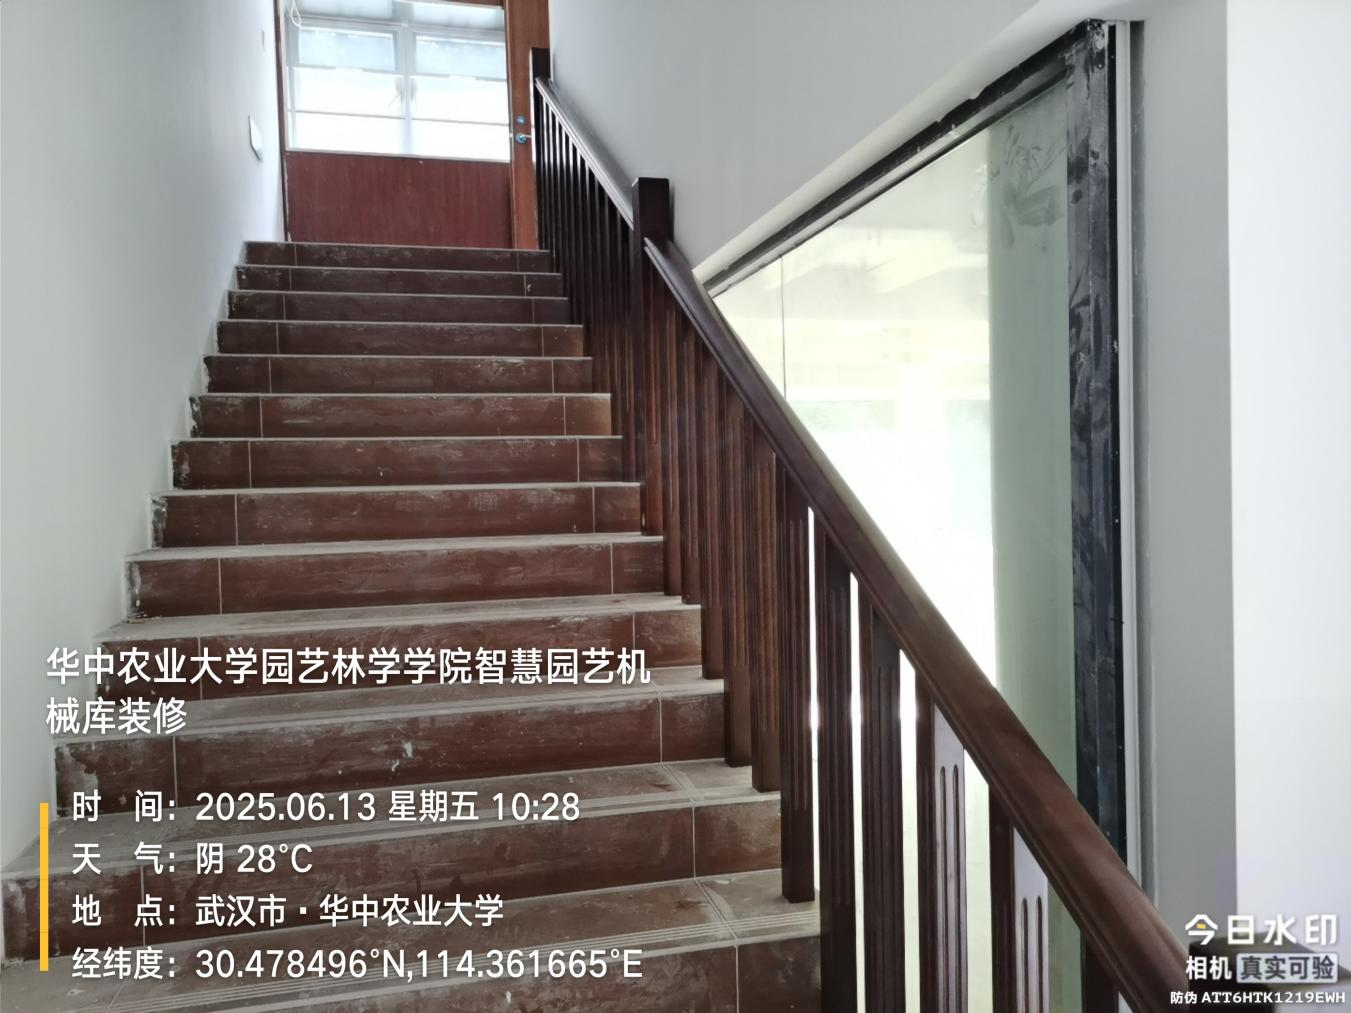 华中农业大学园艺林学学院智慧园艺机
械库装修
时 间：2025.06.13 星期五 10:28
天 气：阴 28°C
地 点：武汉市·华中农业大学
经纬度：30.478496°N,114.361665°E
今日水印
相机 真实可验
防伪 ATT6HTK1219EWH